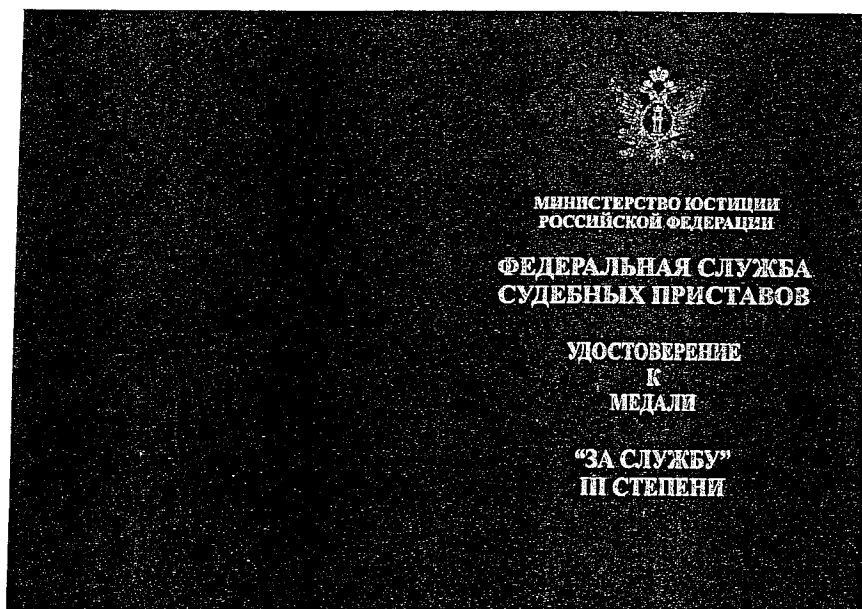 МИНИСТЕРСТВО ЮСТИЦИИ
РОССИЙСКОЙ ФЕДЕРАЦИИ
ФЕДЕРАЛЬНАЯ СЛУЖБА
СУДЕБНЫХ ПРИСТАВОВ
УДОСТОВЕРЕНИЕ
К
МЕДАЛИ
“ЗА СЛУЖБУ”
III СТЕПЕНИ